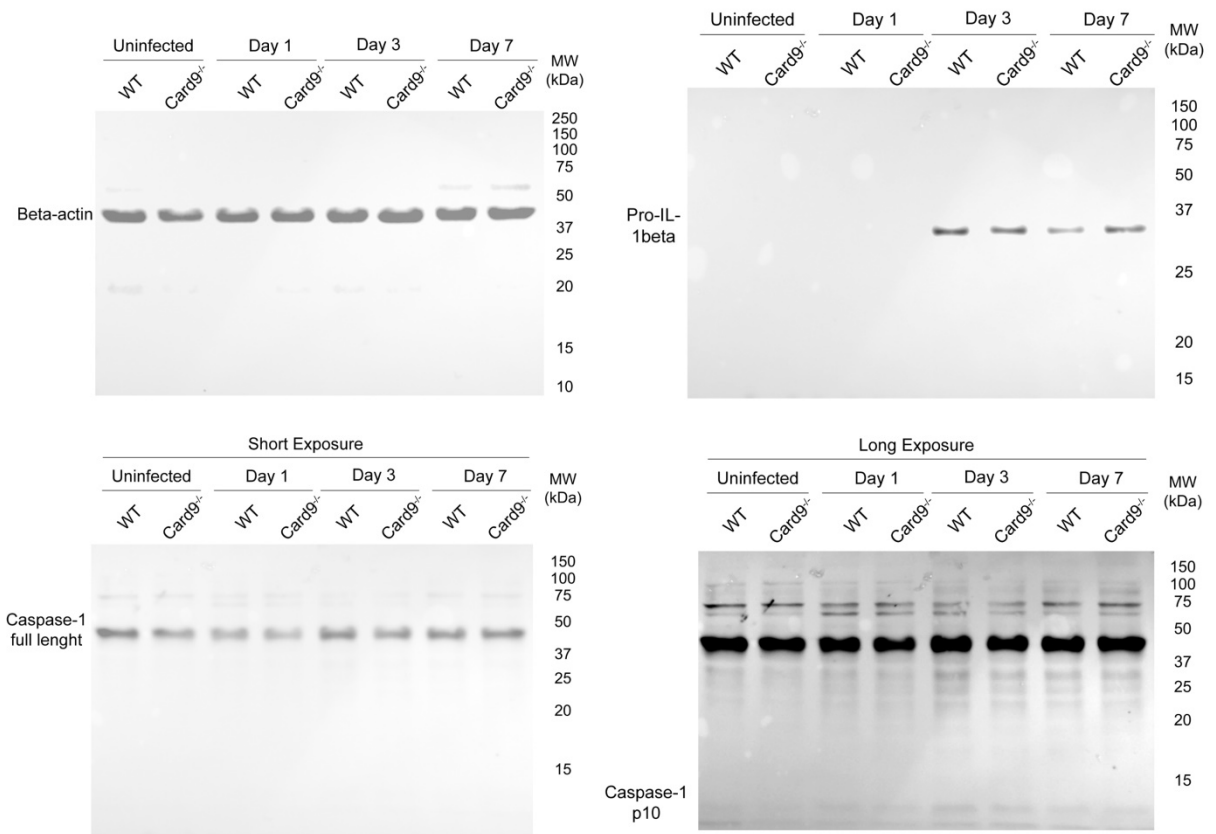 Uninfected Day 1 Day 3 Day 7 MW
(kDa)
WT Card9-/- WT Card9-/- WT Card9-/- WT Card9-/-
250
150
100
75
50
Beta-actin
37
25
20
15
10
Uninfected Day 1 Day 3 Day 7 MW
(kDa)
WT Card9-/- WT Card9-/- WT Card9-/- WT Card9-/-
150
100
75
50
37
Pro-IL-
1beta
25
20
15
Short Exposure
Uninfected Day 1 Day 3 Day 7 MW
(kDa)
WT Card9-/- WT Card9-/- WT Card9-/- WT Card9-/-
150
100
75
Caspase-1
full lenght
50
37
25
20
15
Long Exposure
Uninfected Day 1 Day 3 Day 7 MW
(kDa)
WT Card9-/- WT Card9-/- WT Card9-/- WT Card9-/-
150
100
75
50
37
25
20
15
Caspase-1
p10